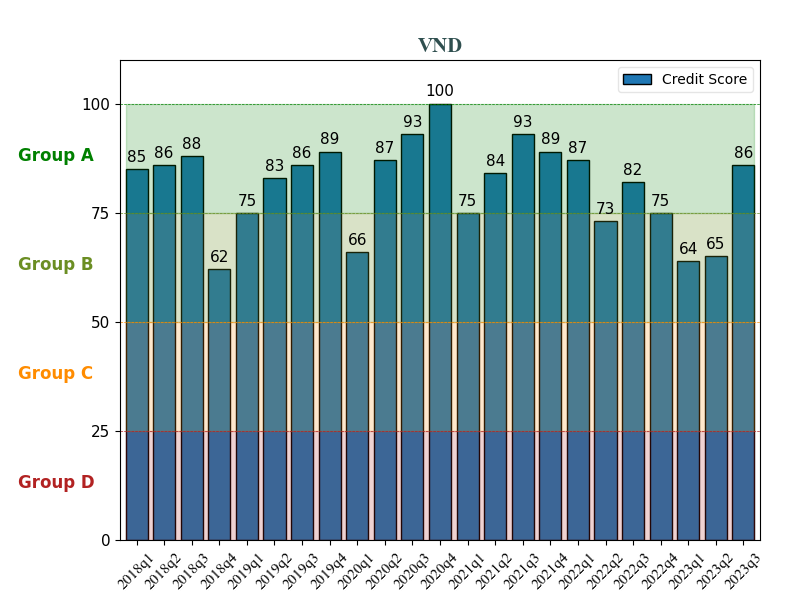 VND
Credit Score
100
75
50
25
0
Group A
Group B
Group C
Group D
85
86
88
62
75
83
86
89
66
87
93
100
75
84
93
89
87
73
82
75
64
65
86
2018q1
2018q2
2018q3
2018q4
2019q1
2019q2
2019q3
2019q4
2020q1
2020q2
2020q3
2020q4
2021q1
2021q2
2021q3
2021q4
2022q1
2022q2
2022q3
2022q4
2023q1
2023q2
2023q3